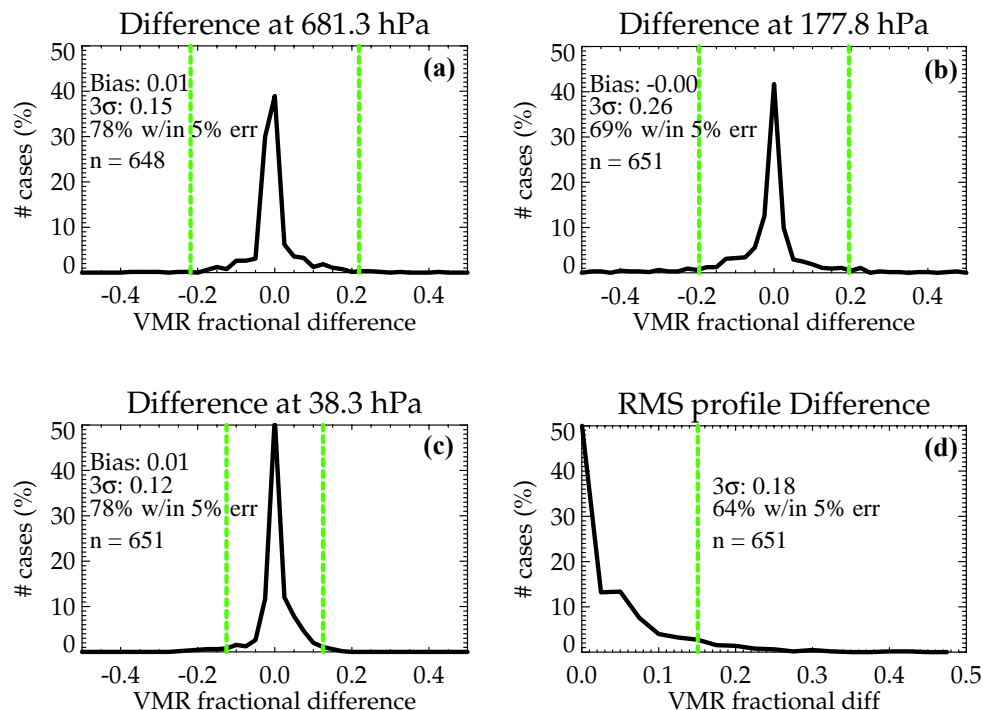 Difference at 681.3 hPa
(a)
Bias: 0.01
3σ: 0.15
78% w/in 5% err
n = 648
# cases (%)
50
40
30
20
10
0
-0.4 -0.2 0.0 0.2 0.4
VMR fractional difference
Difference at 177.8 hPa
(b)
Bias: -0.00
3σ: 0.26
69% w/in 5% err
n = 651
# cases (%)
50
40
30
20
10
0
-0.4 -0.2 0.0 0.2 0.4
VMR fractional difference
Difference at 38.3 hPa
(c)
Bias: 0.01
3σ: 0.12
78% w/in 5% err
n = 651
# cases (%)
50
40
30
20
10
0
-0.4 -0.2 0.0 0.2 0.4
VMR fractional difference
RMS profile Difference
(d)
3σ: 0.18
64% w/in 5% err
n = 651
# cases (%)
50
40
30
20
10
0
0.0 0.1 0.2 0.3 0.4 0.5
VMR fractional diff